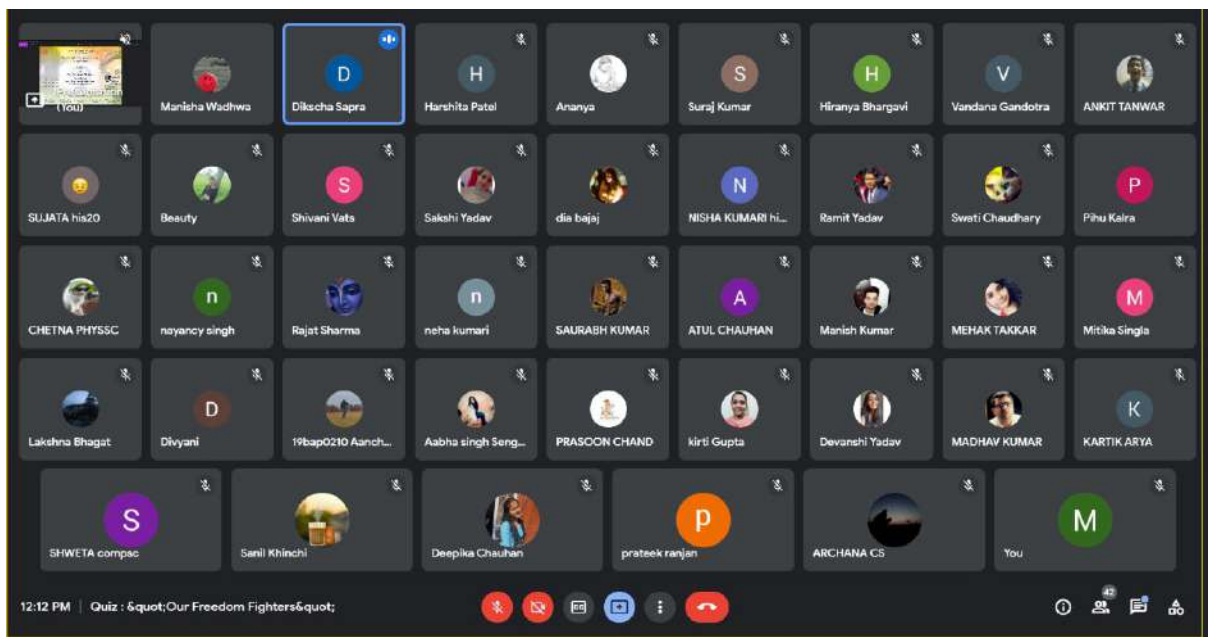 (You)
Manisha Wadhwa
D
Dikscha Sapra
H
Harshita Patel
Ananya
S
Suraj Kumar
H
Hiranya Bhargavi
V
Vandana Gandotra
ANKIT TANWAR
SUJATA his20
Beauty
S
Shivani Vats
Sakshi Yadav
dia bajaj
N
NISHA KUMARI hi...
Ramit Yadav
Swati Chaudhary
P
Pihu Kalra
CHETNA PHYSSC
n
nayancy singh
Rajat Sharma
n
neha kumari
SAURABH KUMAR
A
ATUL CHAUHAN
Manish Kumar
MEHAK TAKKAR
M
Mitika Singla
Lakshna Bhagat
D
Divyani
19bap0210 Aanch...
Aabha singh Seng...
PRASOON CHAND
kirti Gupta
Devanshi Yadav
MADHAV KUMAR
K
KARTIK ARYA
S
SHWETA compsc
Sanil Khinchi
Deepika Chauhan
p
prateek ranjan
ARCHANA CS
M
You
12:12 PM | Quiz : &quot;Our Freedom Fighters&quot;
42